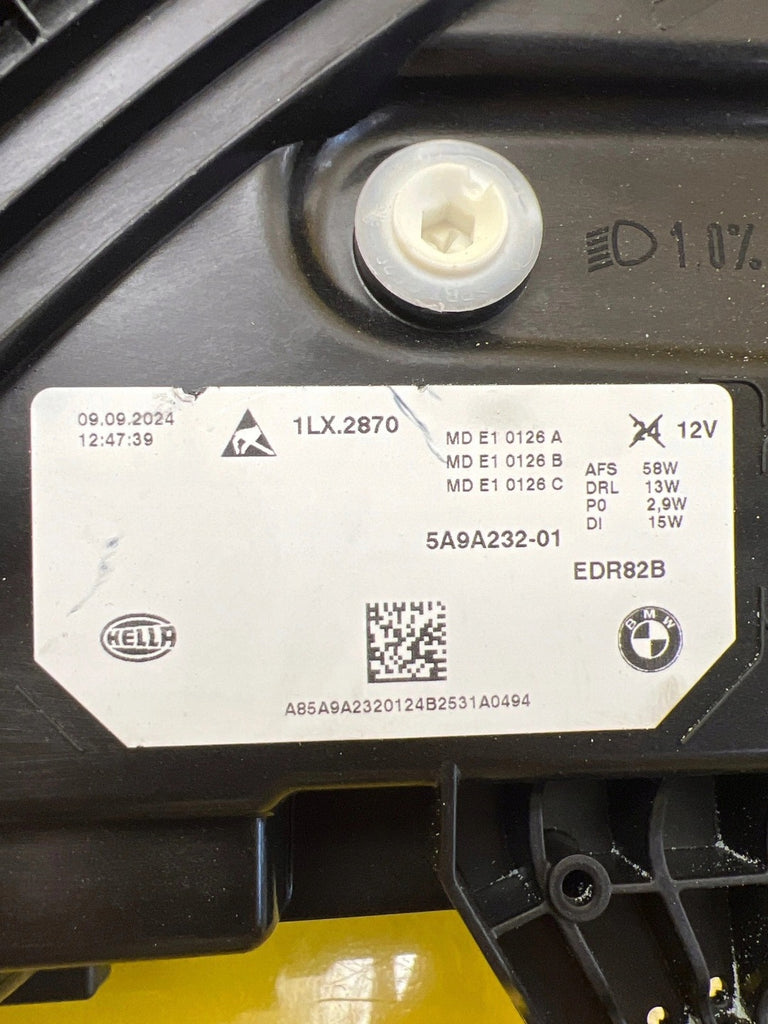 1.0%
09.09.2024
12:47:39
1LX.2870
MD E1 0126 A
MD E1 0126 B
MD E1 0126 C
24 12V
AFS 58W
DRL 13W
P0 2,9W
DI 15W
5A9A232-01
EDR82B
HELLA
BMW
A85A9A2320124B2531A0494